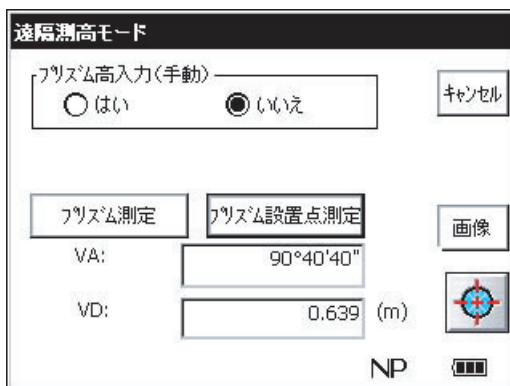 遠隔測高モード
プリズム高入力(手動)
はい いいえ
キャンセル
プリズム測定 プリズム設置点測定
画像
VA: 90°40'40"
VD: 0.639 (m)
NP